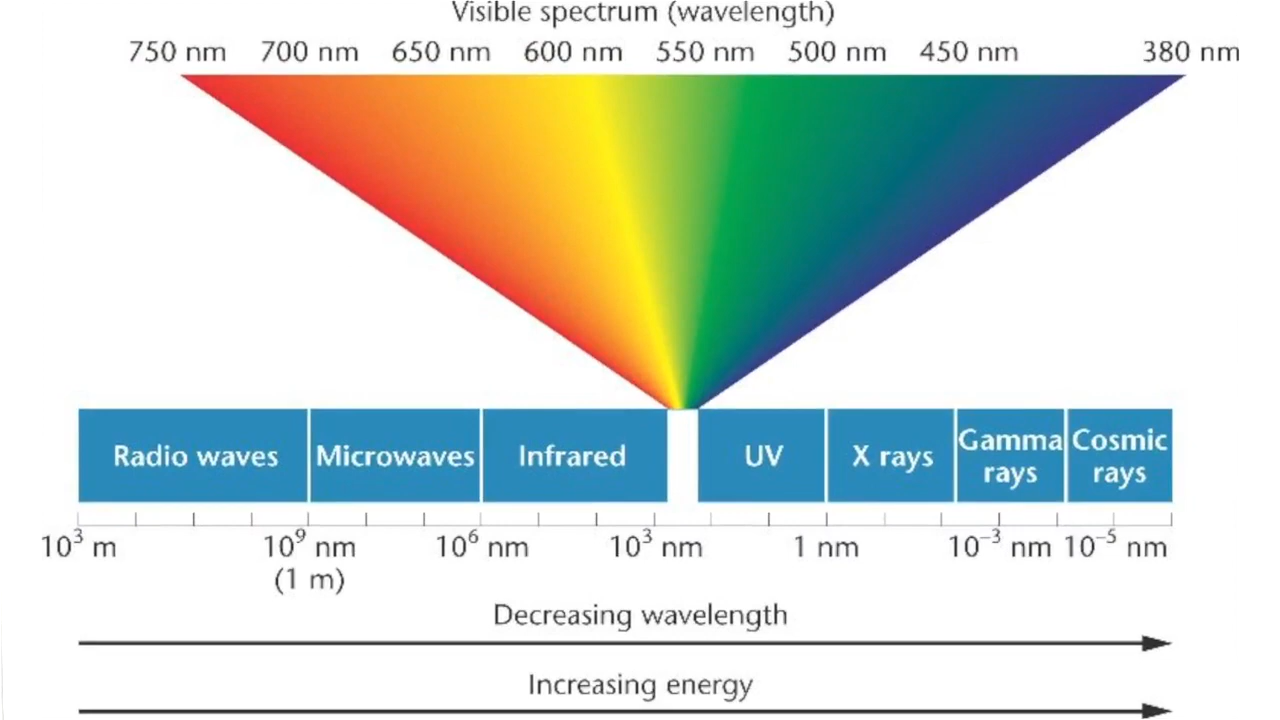 Visible spectrum (wavelength)
750 nm 700 nm 650 nm 600 nm 550 nm 500 nm 450 nm 380 nm
Radio waves Microwaves Infrared UV X rays Gamma rays Cosmic rays
10³ m 10⁹ nm 10⁶ nm 10³ nm 1 nm 10⁻³ nm 10⁻⁵ nm
(1 m)
Decreasing wavelength
Increasing energy